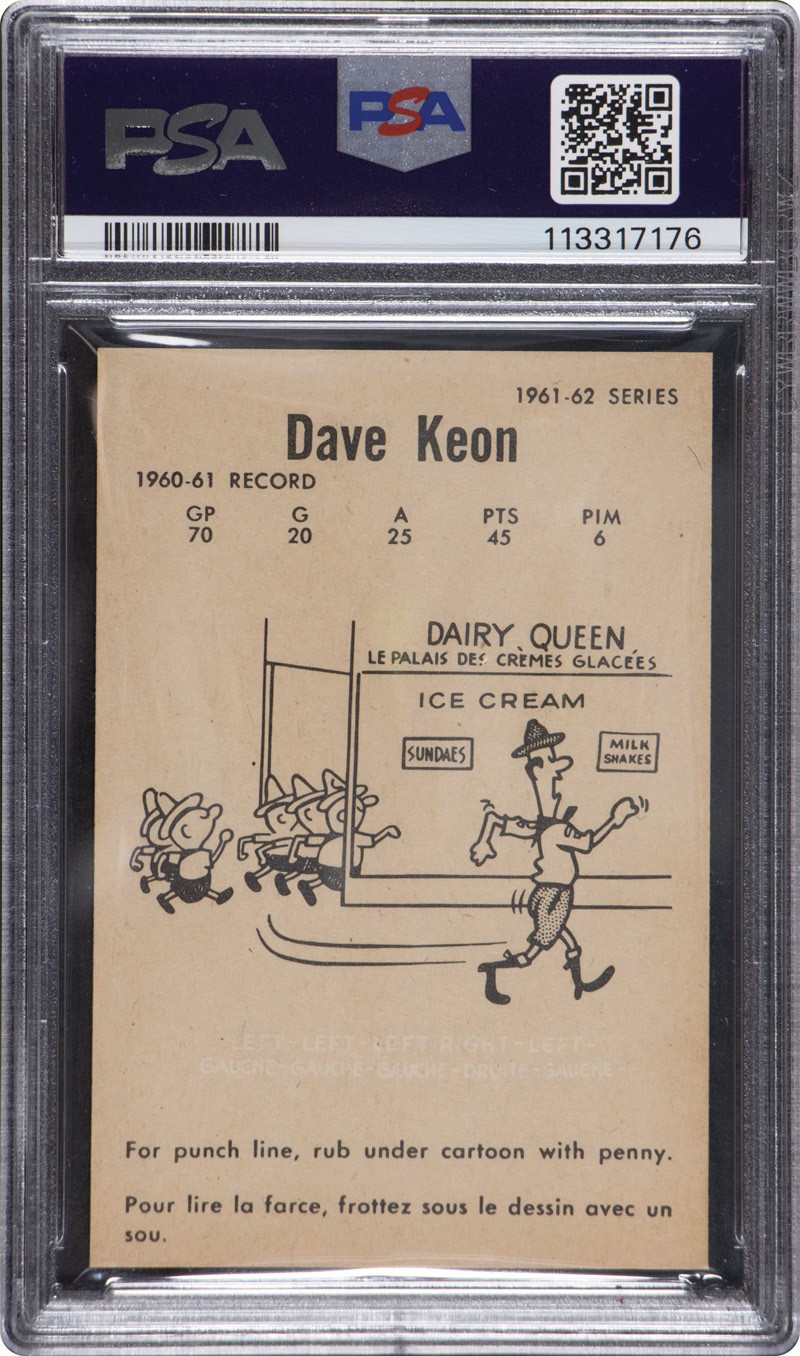 PSA
PSA
113317176
1961-62 SERIES
Dave Keon
1960-61 RECORD
GP G A PTS PIM
70 20 25 45 6
DAIRY QUEEN
LE PALAIS DES CRÈMES GLACÉES
ICE CREAM
SUNDAES
MILK
SHAKES
LEFT-LEFT-LEFT RIGHT-LEFT-
GAUCHE-GAUCHE-GAUCHE-DROITE-GAUCHE-
For punch line, rub under cartoon with penny.
Pour lire la farce, frottez sous le dessin avec un
sou.